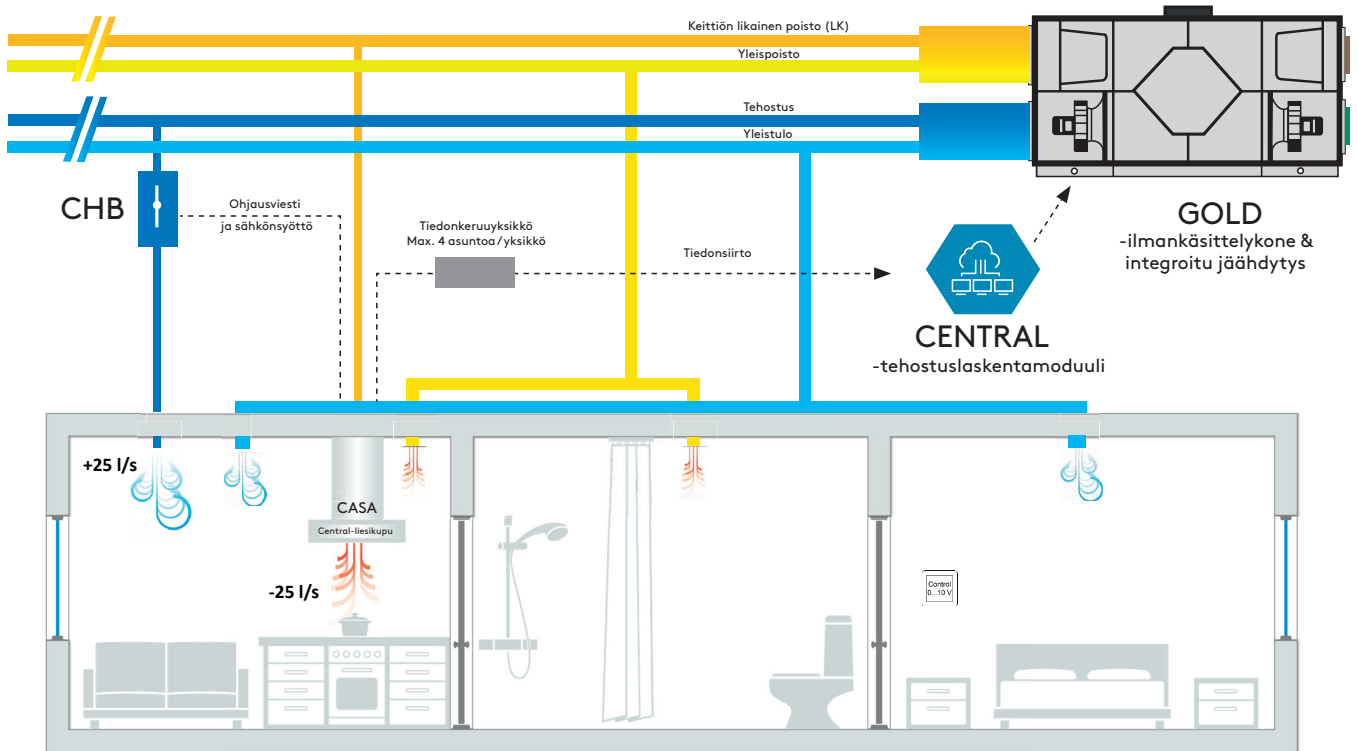 Keittiön likainen poisto (LK)
Yleispoisto
Tehostus
Yleistulo
CHB
Ohjausviesti
ja sähkönsyöttö
Tiedonkeruuyksikkö
Max. 4 asuntoa/yksikkö
Tiedonsiirto
GOLD
-ilmankäsittelykone &
integroitu jäähdytys
CENTRAL
-tehostuslaskentamoduuli
+25 l/s
CASA
Central-liesikupu
-25 l/s
Control
0...10 V